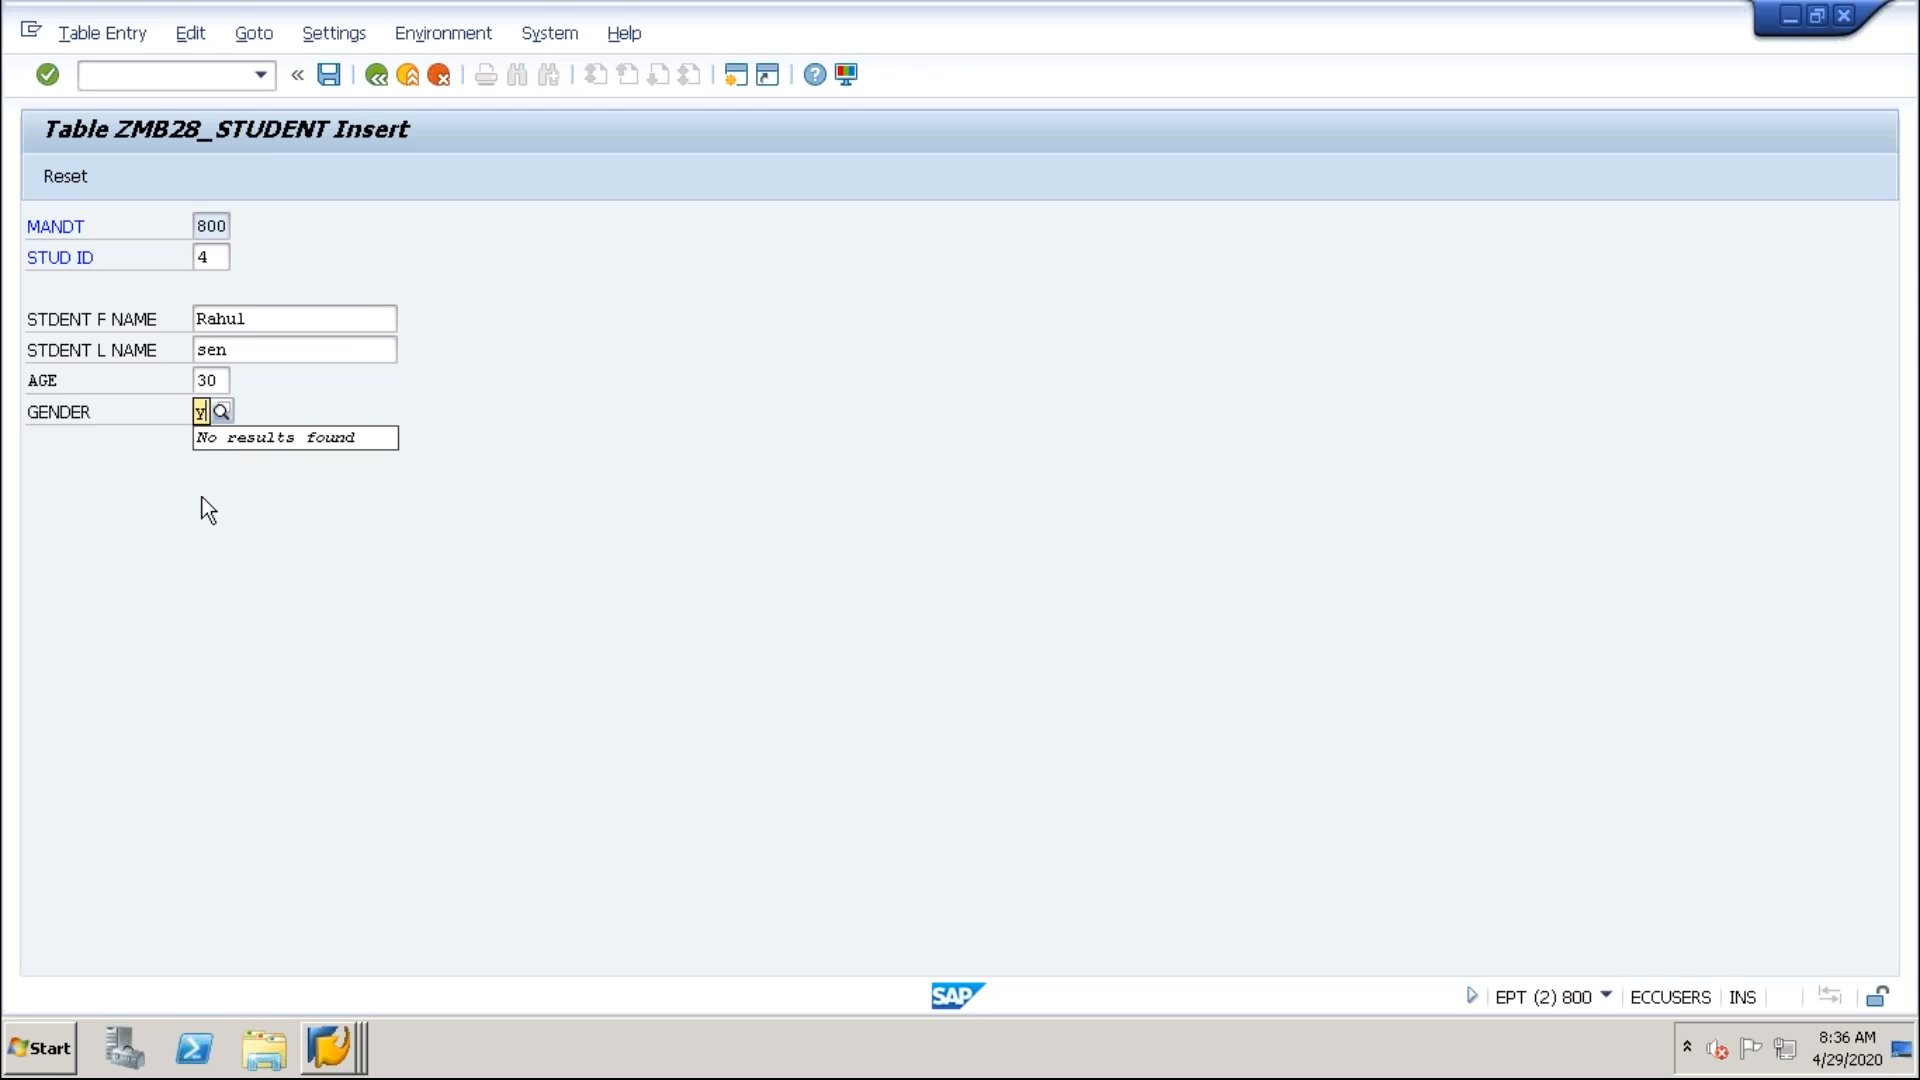 Table Entry Edit Goto Settings Environment System Help
Table ZMB28_STUDENT Insert
Reset
MANDT 800
STUD ID 4
STDENT F NAME Rahul
STDENT L NAME sen
AGE 30
GENDER y
No results found
SAP EPT (2) 800 ECCUSERS INS
Start 8:36 AM
4/29/2020